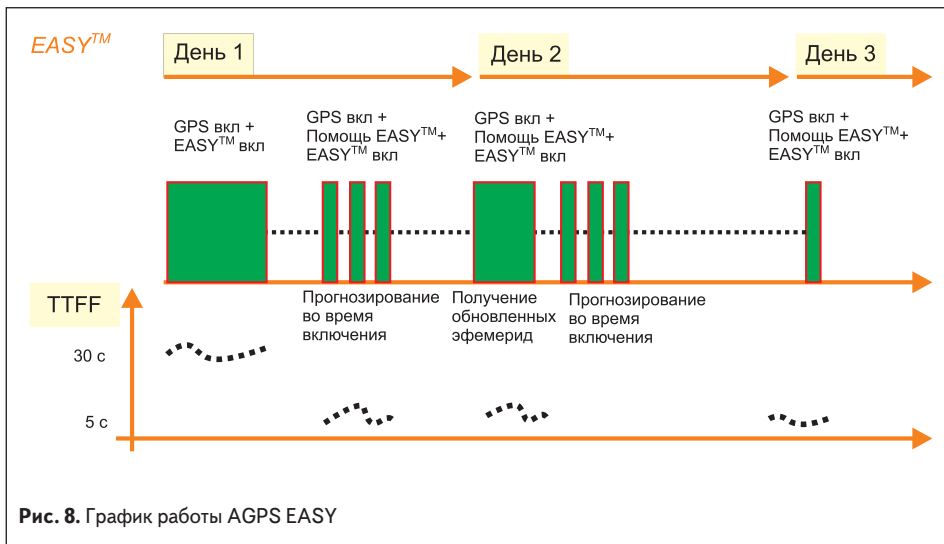 EASY™
День 1
День 2
День 3
GPS вкл +
EASY™ вкл
GPS вкл +
Помощь EASY™+
EASY™ вкл
GPS вкл +
Помощь EASY™+
EASY™ вкл
GPS вкл +
Помощь EASY™+
EASY™ вкл
Прогнозирование
во время
включения
Получение
обновленных
эфемерид
Прогнозирование
во время
включения
TTFF
30 с
5 с
Рис. 8. График работы AGPS EASY